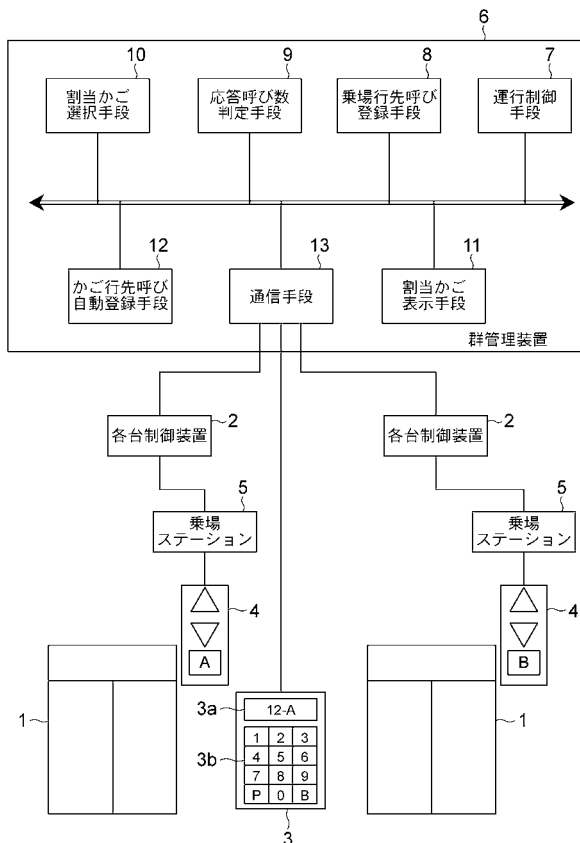 6
10
9
8
7
割当かご
選択手段
応答呼び数
判定手段
乗場行先呼び
登録手段
運行制御
手段
12
13
11
かご行先呼び
自動登録手段
通信手段
割当かご
表示手段
群管理装置
2
各台制御装置
2
各台制御装置
5
乗場
ステーション
5
乗場
ステーション
4
A
4
B
1
1
3a
12-A
3b
1 2 3
4 5 6
7 8 9
P 0 B
3